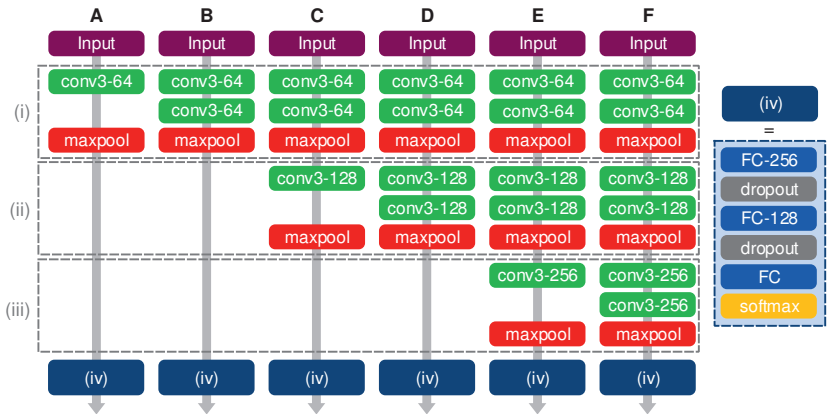 A B C D E F
Input Input Input Input Input Input
conv3-64 conv3-64 conv3-64 conv3-64 conv3-64 conv3-64
(i) conv3-64 conv3-64 conv3-64 conv3-64 conv3-64
maxpool maxpool maxpool maxpool maxpool maxpool
conv3-128 conv3-128 conv3-128 conv3-128
(ii) conv3-128 conv3-128 conv3-128
maxpool maxpool maxpool maxpool
conv3-256 conv3-256
(iii) conv3-256
maxpool maxpool
(iv) (iv) (iv) (iv) (iv) (iv)
(iv)
=
FC-256
dropout
FC-128
dropout
FC
softmax